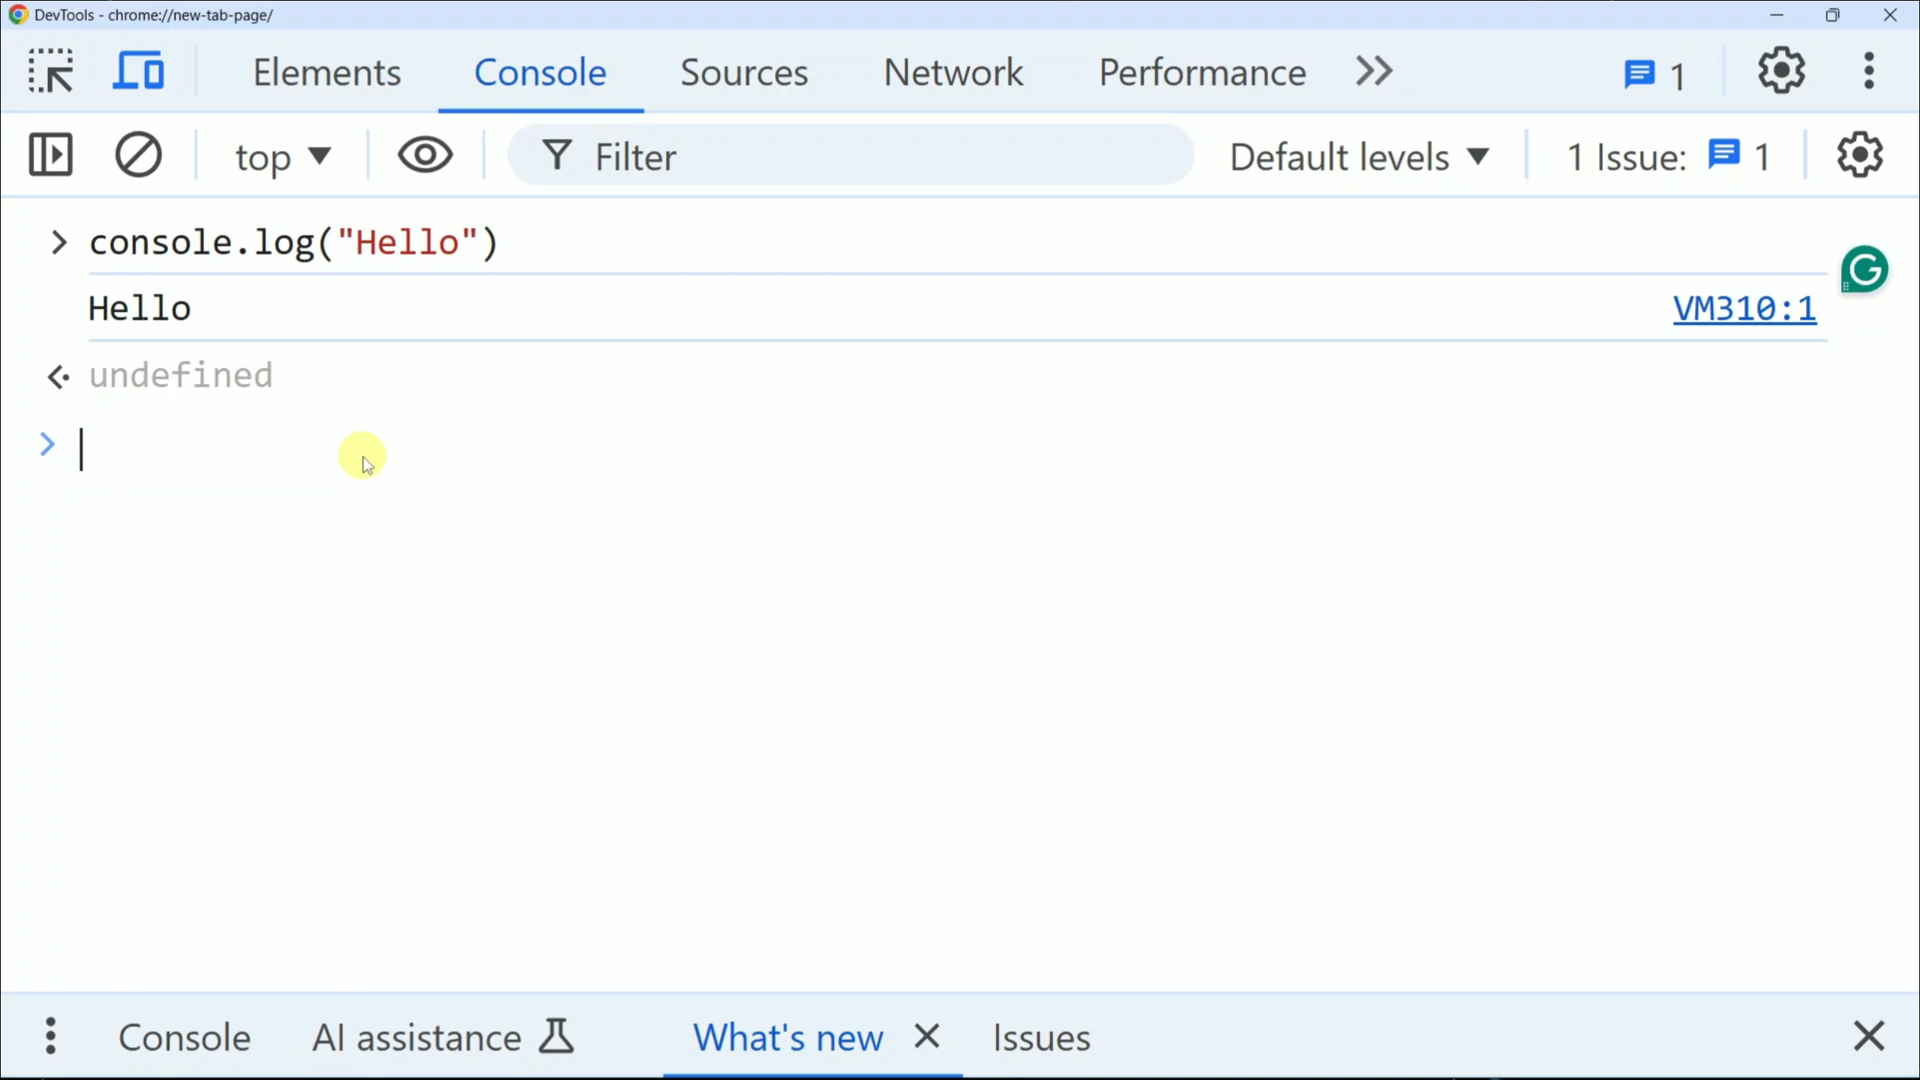 DevTools - chrome://new-tab-page/
Elements Console Sources Network Performance 1
top Filter Default levels 1 Issue: 1
console.log("Hello")
Hello VM310:1
undefined
Console AI assistance What's new Issues